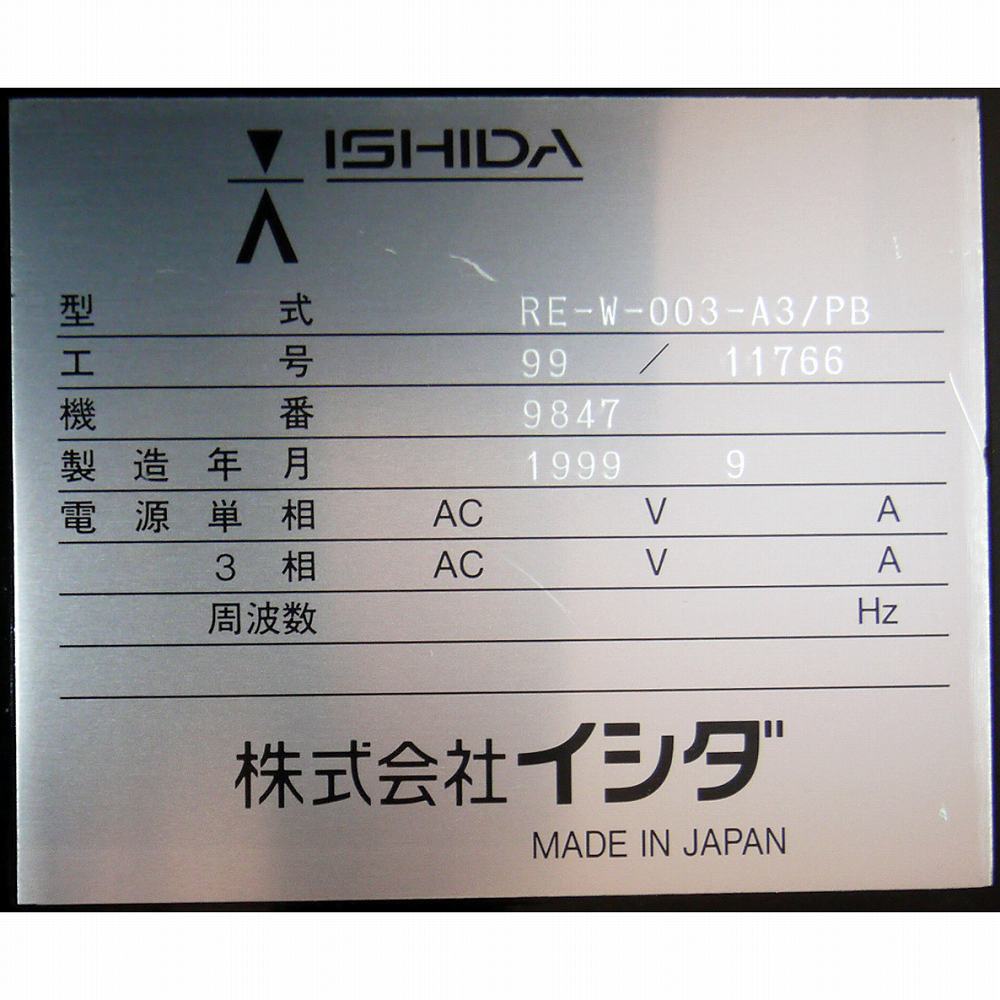 ISHIDA
型式 RE-W-003-A3/PB
工号 99 / 11766
機番 9847
製造年月 1999 9
電源単相 AC V A
3相 AC V A
周波数 Hz
株式会社イシダ
MADE IN JAPAN